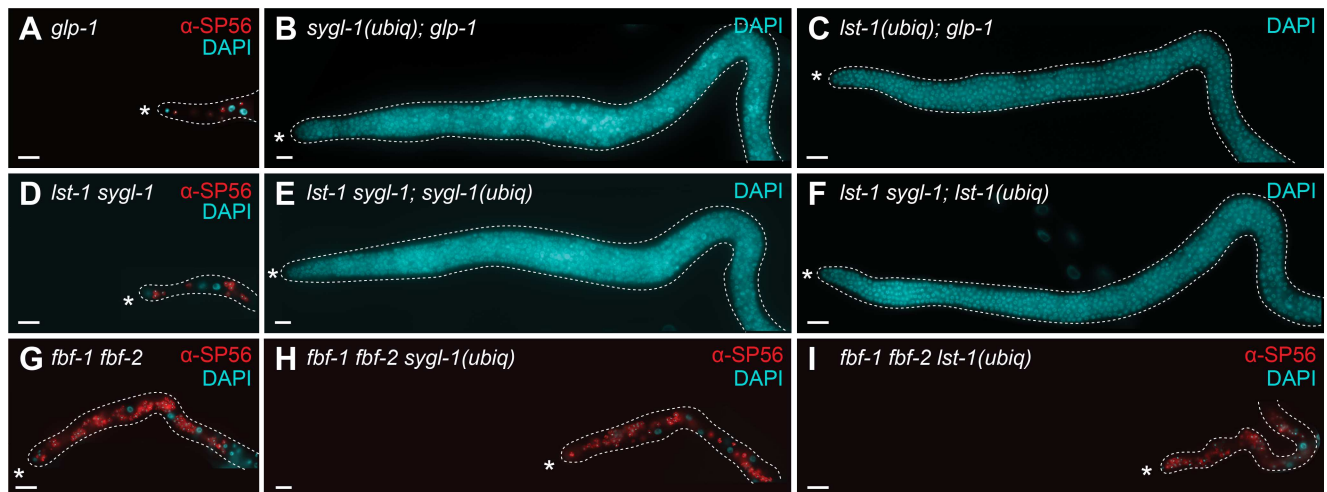 A glp-1 α-SP56 DAPI
B sygl-1(ubiq); glp-1 DAPI
C lst-1(ubiq); glp-1 DAPI
*
*
*
D lst-1 sygl-1 α-SP56 DAPI
E lst-1 sygl-1; sygl-1(ubiq) DAPI
F lst-1 sygl-1; lst-1(ubiq) DAPI
*
*
*
G fbf-1 fbf-2 α-SP56 DAPI
H fbf-1 fbf-2 sygl-1(ubiq) α-SP56 DAPI
I fbf-1 fbf-2 lst-1(ubiq) α-SP56 DAPI
*
*
*